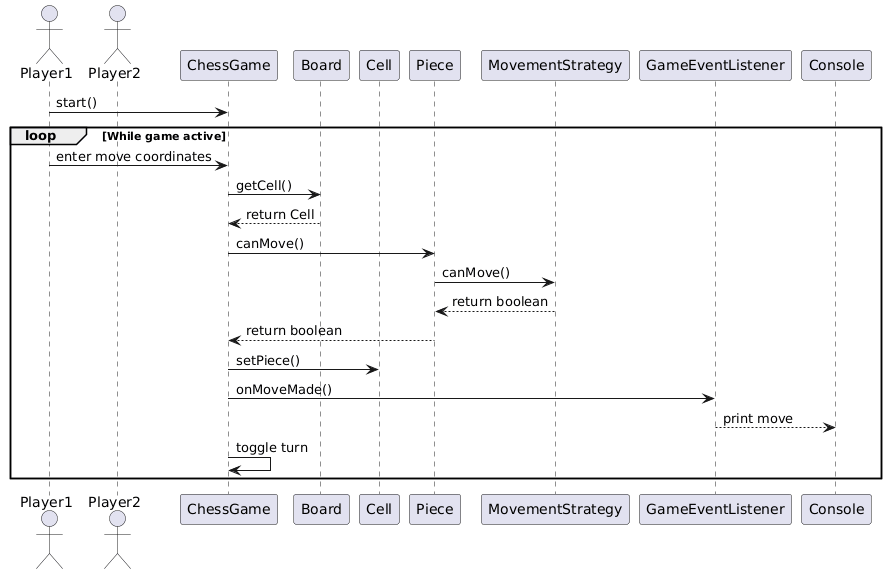 Player1 Player2 ChessGame Board Cell Piece MovementStrategy GameEventListener Console
start()
loop [While game active]
enter move coordinates
getCell()
return Cell
canMove()
canMove()
return boolean
return boolean
setPiece()
onMoveMade()
print move
toggle turn
Player1 Player2 ChessGame Board Cell Piece MovementStrategy GameEventListener Console